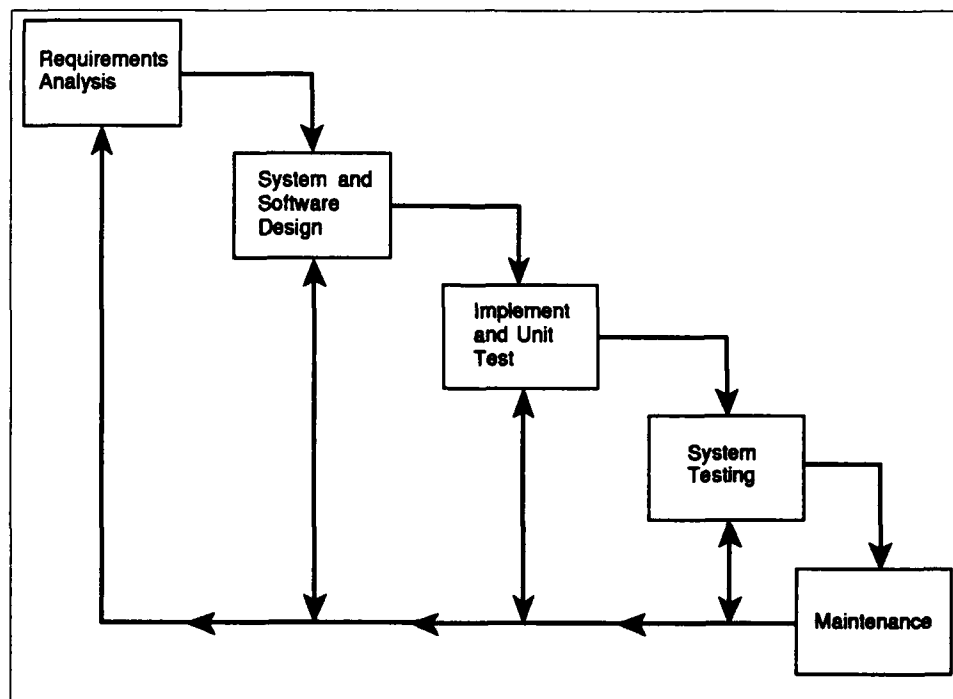 Requirements
Analysis
System and
Software
Design
Implement
and Unit
Test
System
Testing
Maintenance